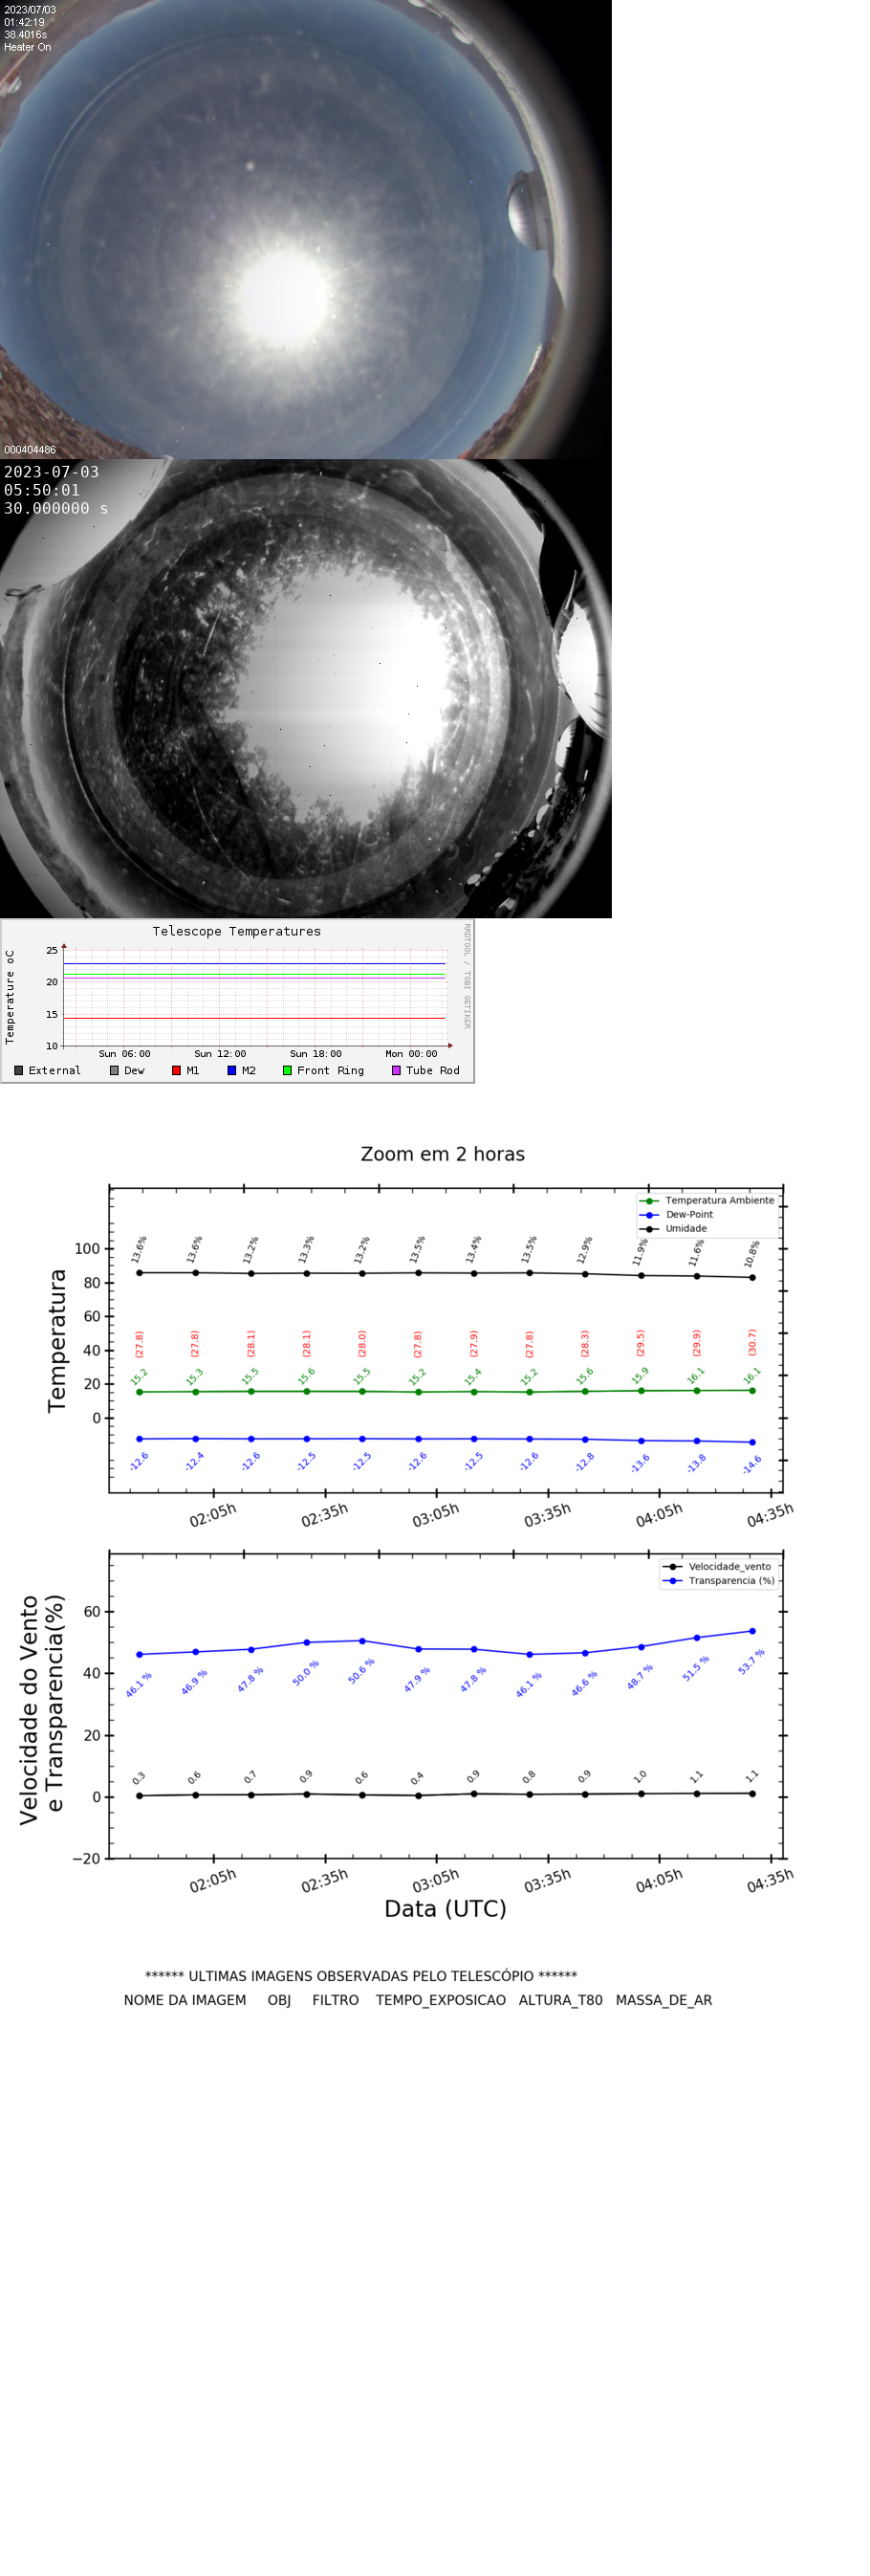 2023/07/03
01:42:19
38.4016s
Heater On
000404486
2023-07-03
05:50:01
30.000000 s
Telescope Temperatures
RRDTOOL / TOBI OETIKER
Temperature oC
25
20
15
10
Sun 06:00 Sun 12:00 Sun 18:00 Mon 00:00
External Dew M1 M2 Front Ring Tube Rod
Zoom em 2 horas
Temperatura Ambiente
Dew-Point
Umidade
Temperatura
100
80
60
40
20
0
13.6% 13.6% 13.2% 13.3% 13.2% 13.5% 13.4% 13.5% 12.9% 11.9% 11.6% 10.8%
(27.8) (27.8) (28.1) (28.1) (28.0) (27.8) (27.9) (27.8) (28.3) (29.5) (29.9) (30.7)
15.2 15.3 15.5 15.6 15.5 15.2 15.4 15.2 15.6 15.9 16.1 16.1
-12.6 -12.4 -12.6 -12.5 -12.5 -12.6 -12.5 -12.6 -12.8 -13.6 -13.8 -14.6
02:05h 02:35h 03:05h 03:35h 04:05h 04:35h
Velocidade_vento
Transparencia (%)
Velocidade do Vento
e Transparencia(%)
60
40
20
0
−20
46.1 % 46.9 % 47.8 % 50.0 % 50.6 % 47.9 % 47.8 % 46.1 % 46.6 % 48.7 % 51.5 % 53.7 %
0.3 0.6 0.7 0.9 0.6 0.4 0.9 0.8 0.9 1.0 1.1 1.1
02:05h 02:35h 03:05h 03:35h 04:05h 04:35h
Data (UTC)
****** ULTIMAS IMAGENS OBSERVADAS PELO TELESCÓPIO ******
NOME DA IMAGEM OBJ FILTRO TEMPO_EXPOSICAO ALTURA_T80 MASSA_DE_AR